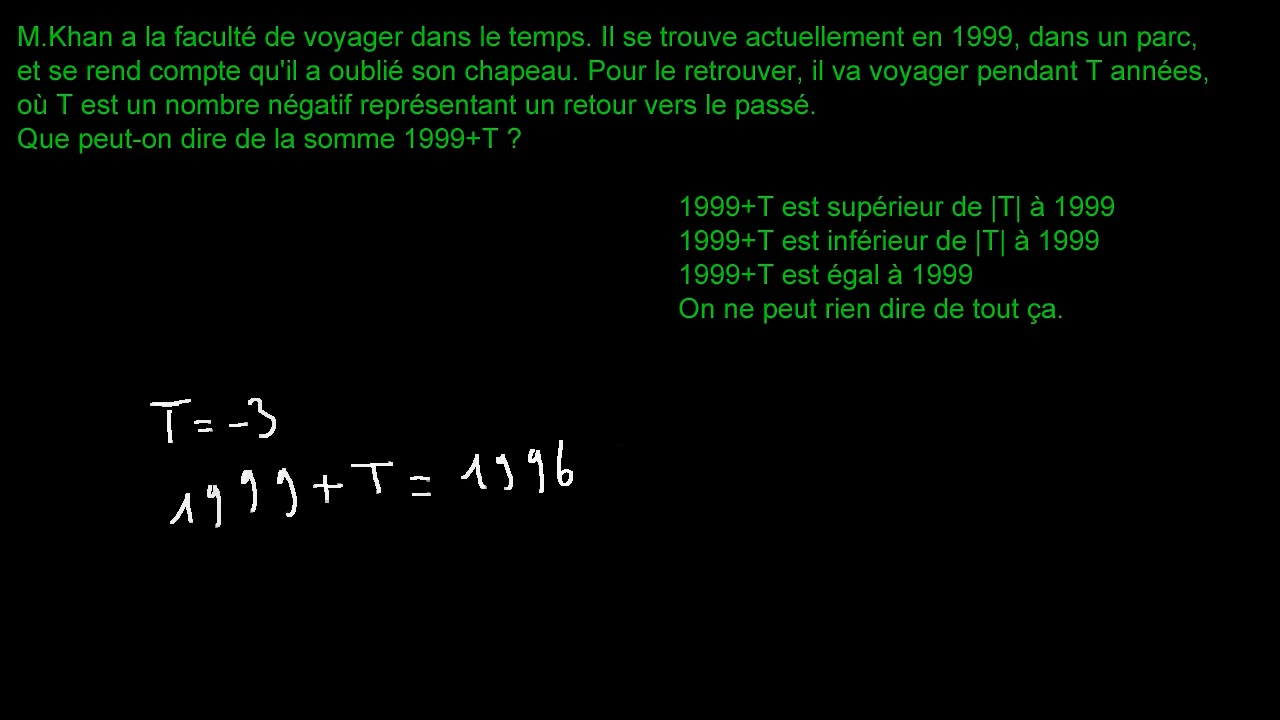 M.Khan a la faculté de voyager dans le temps. Il se trouve actuellement en 1999, dans un parc,
et se rend compte qu'il a oublié son chapeau. Pour le retrouver, il va voyager pendant T années,
où T est un nombre négatif représentant un retour vers le passé.
Que peut-on dire de la somme 1999+T ?
1999+T est supérieur de |T| à 1999
1999+T est inférieur de |T| à 1999
1999+T est égal à 1999
On ne peut rien dire de tout ça.
T = -3
1999 + T = 1996